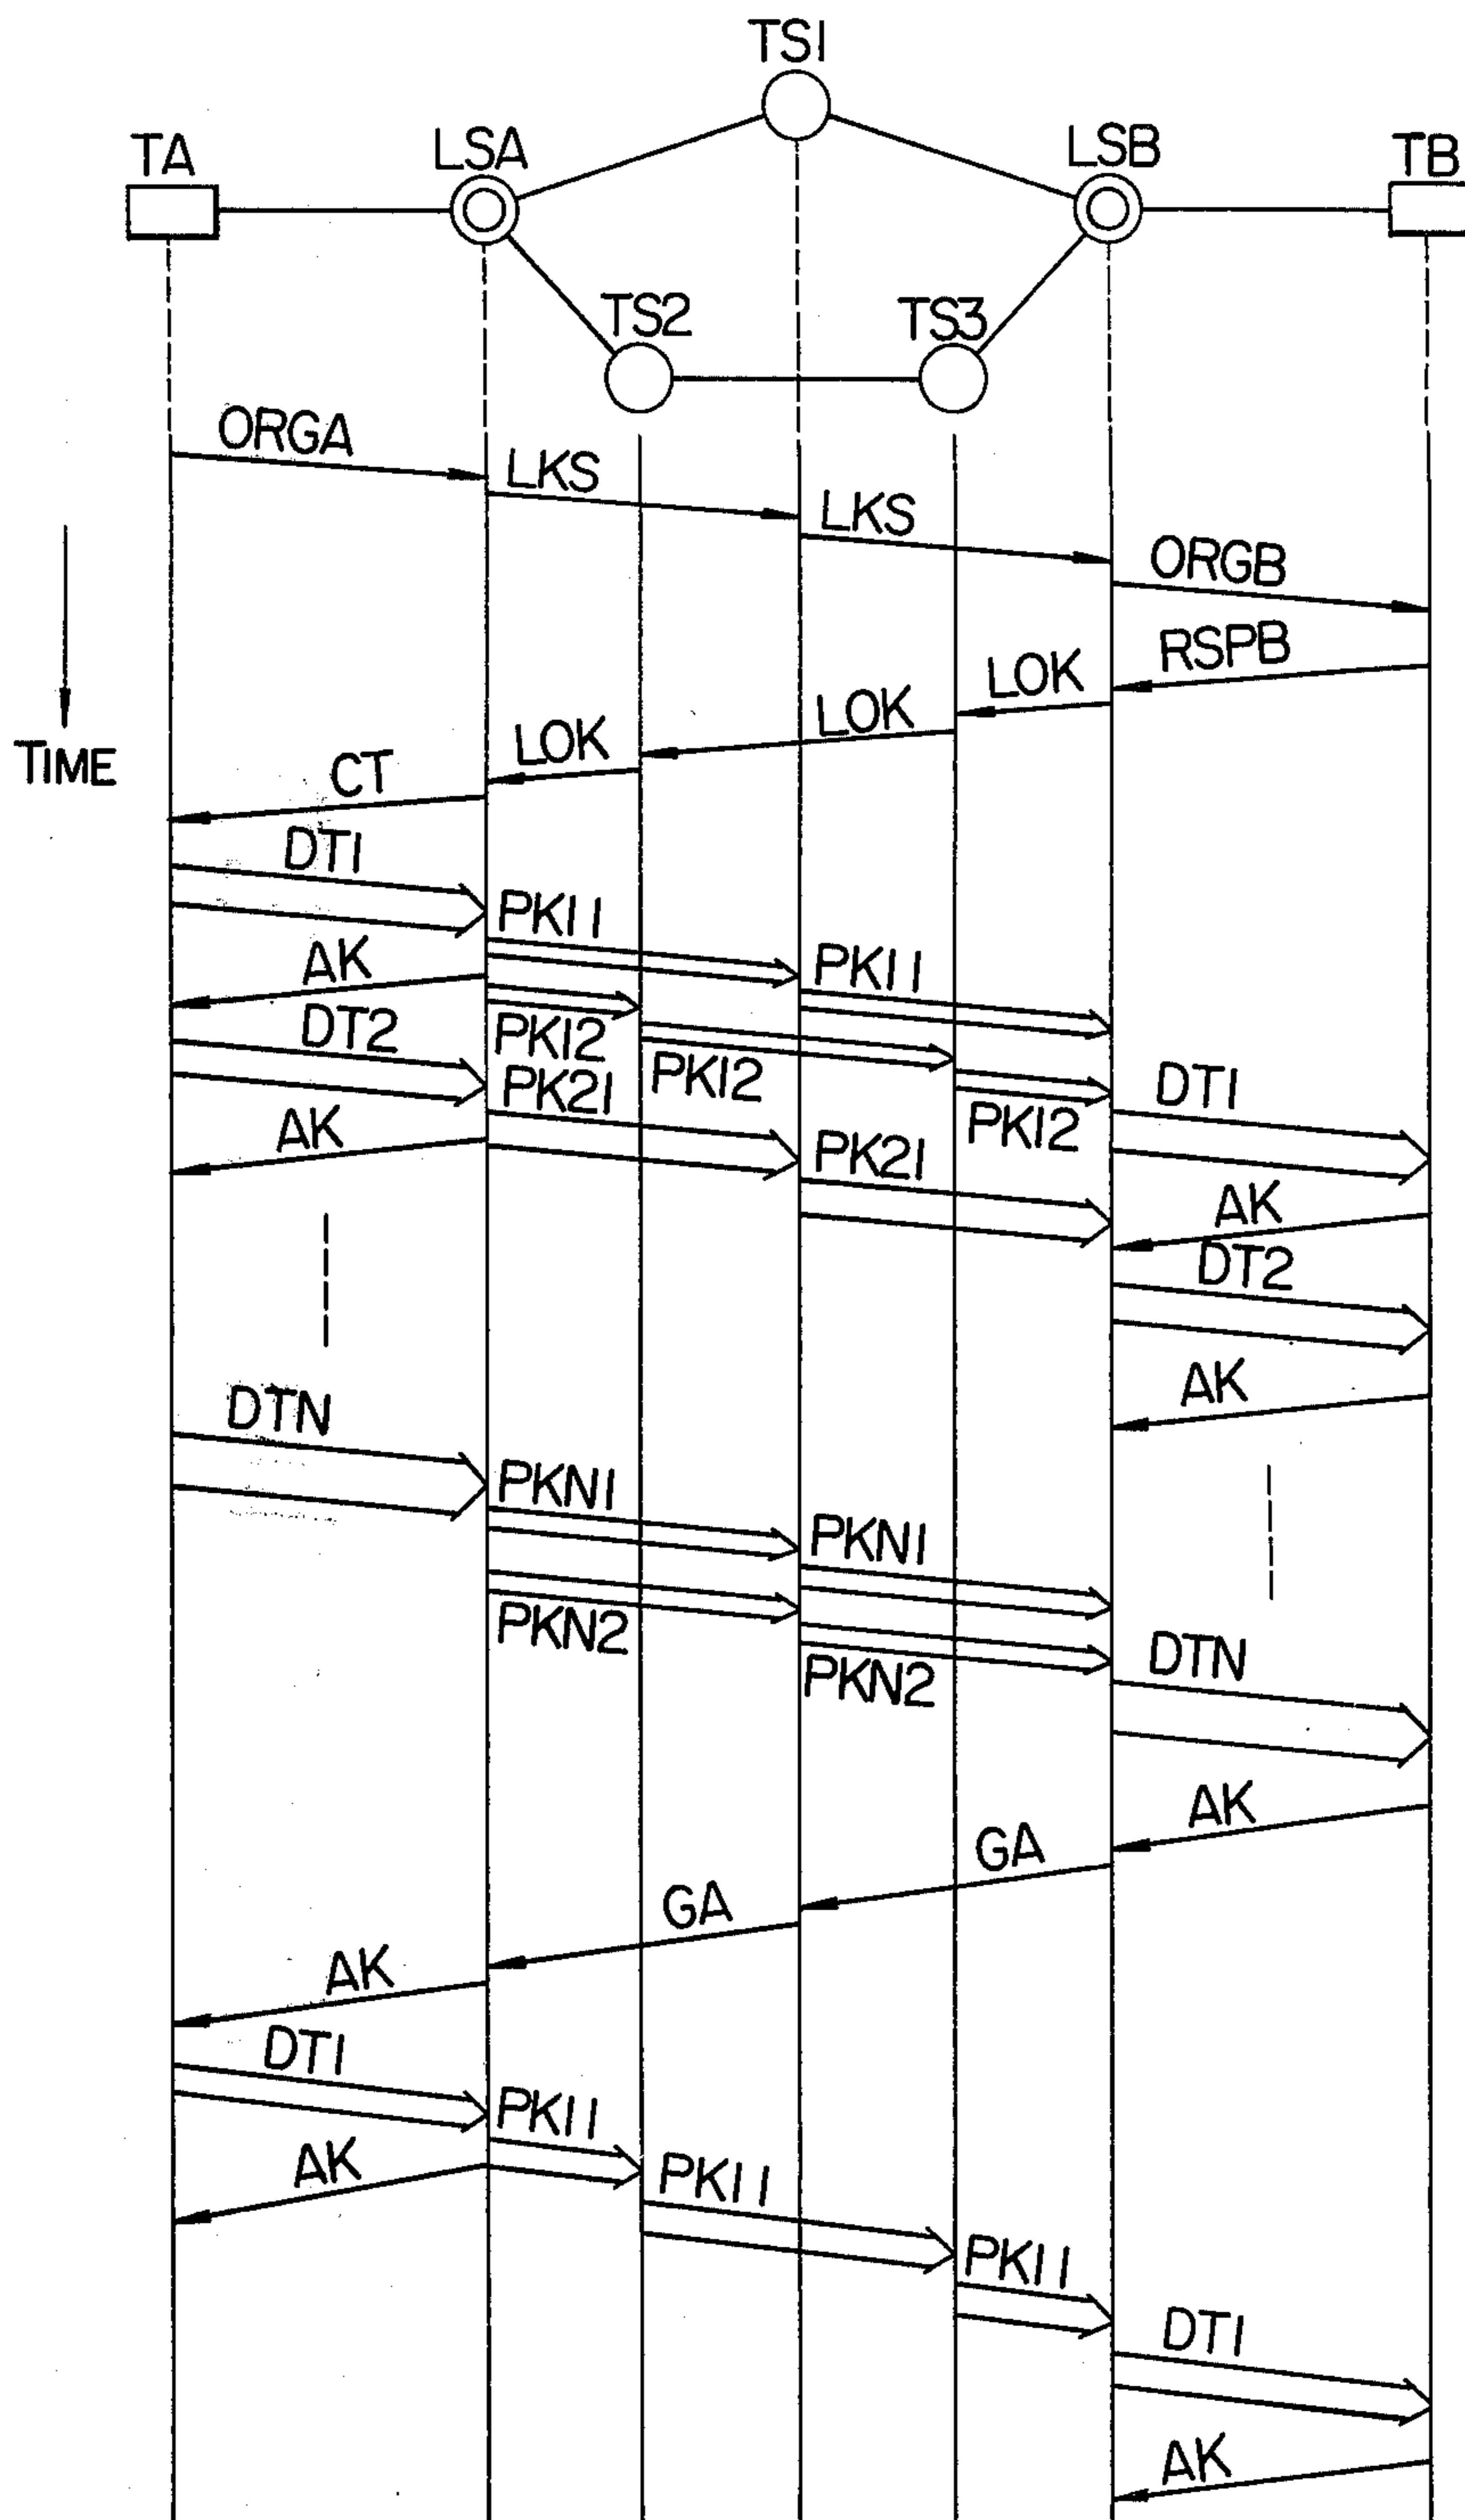 TS1
TA
LSA
LSB
TB
TS2
TS3
ORGA
LKS
LKS
ORGB
RSPB
LOK
LOK
LOK
TIME
CT
DT1
PK11
AK
PK11
DT2
PK12
PK21
PK12
PK12
DT1
AK
PK21
AK
DT2
AK
DTN
PKN1
PKN1
PKN2
PKN2
DTN
AK
GA
GA
AK
DT1
PK11
AK
PK11
PK11
DT1
AK